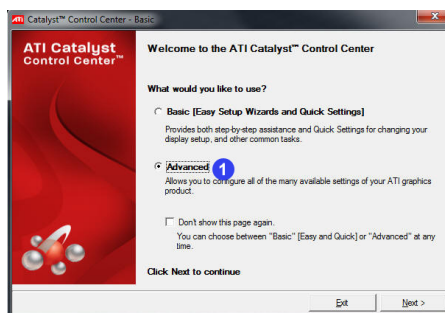 ATI Catalyst™ Control Center - Basic
ATI Catalyst
Control Center™
Welcome to the ATI Catalyst™ Control Center
What would you like to use?
Basic [Easy Setup Wizards and Quick Settings]
Provides both step-by-step assistance and Quick Settings for changing your
display setup, and other common tasks.
Advanced 1
Allows you to configure all of the many available settings of your ATI graphics
product.
Don't show this page again.
You can choose between "Basic" [Easy and Quick] or "Advanced" at any
time.
Click Next to continue
Exit
Next >